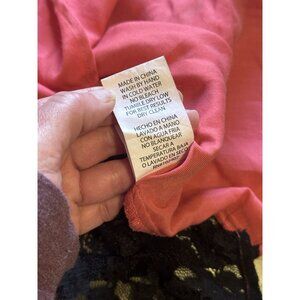 MADE IN CHINA
WASH BY HAND
IN COLD WATER
NO BLEACH
TUMBLE DRY LOW
FOR BEST RESULTS
DRY CLEAN
HECHO EN CHINA
LAVADO A MANO
CON AGUA FRIA
NO BLANQUEAR
SECAR A
TEMPERATURA BAJA
O LAVADO EN SECO